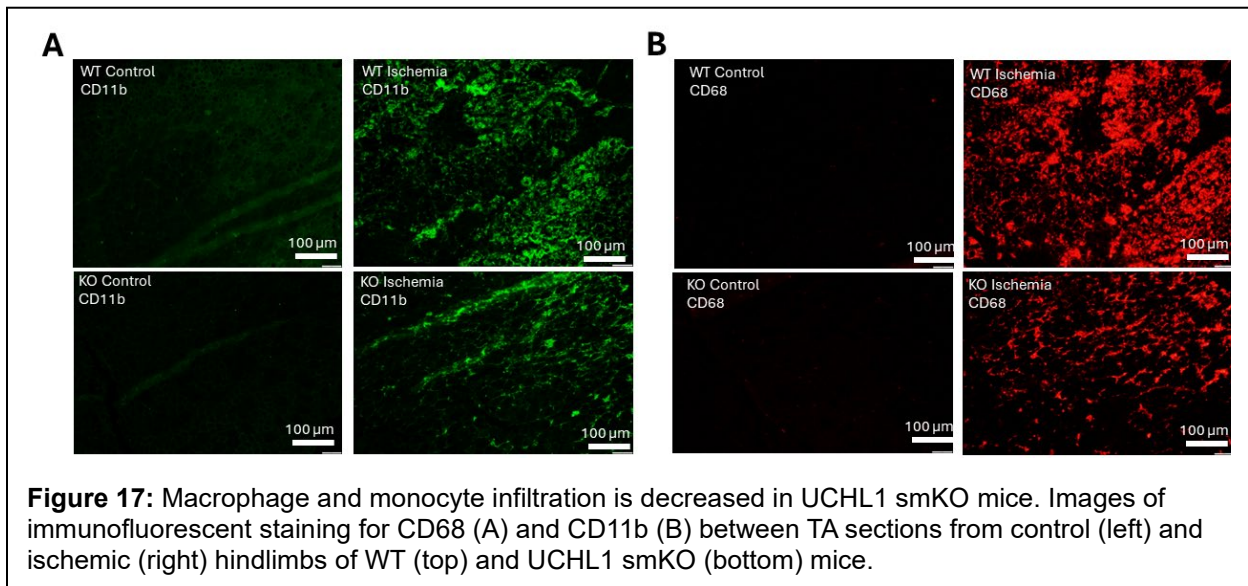 A
B
WT Control
CD11b
100 µm
WT Ischemia
CD11b
100 µm
WT Control
CD68
100 µm
WT Ischemia
CD68
100 µm
KO Control
CD11b
100 µm
KO Ischemia
CD11b
100 µm
KO Control
CD68
100 µm
KO Ischemia
CD68
100 µm
Figure 17: Macrophage and monocyte infiltration is decreased in UCHL1 smKO mice. Images of
immunofluorescent staining for CD68 (A) and CD11b (B) between TA sections from control (left) and
ischemic (right) hindlimbs of WT (top) and UCHL1 smKO (bottom) mice.